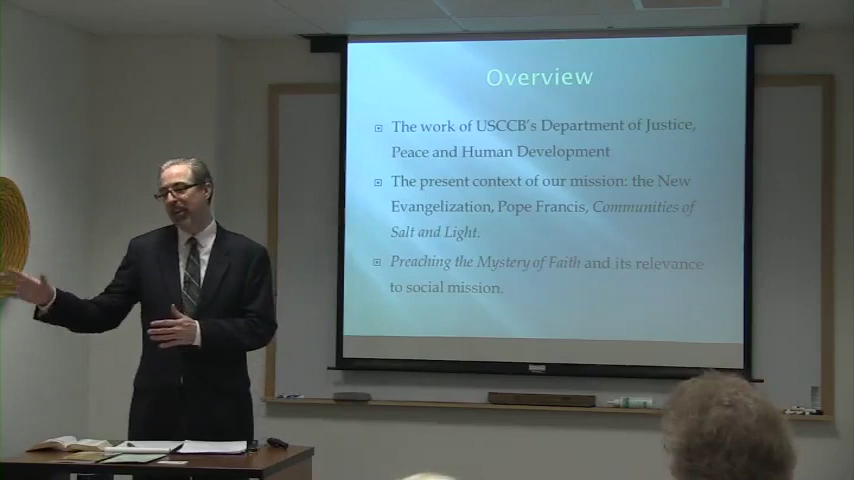 Overview
The work of USCCB's Department of Justice,
Peace and Human Development
The present context of our mission: the New
Evangelization, Pope Francis, Communities of
Salt and Light.
Preaching the Mystery of Faith and its relevance
to social mission.